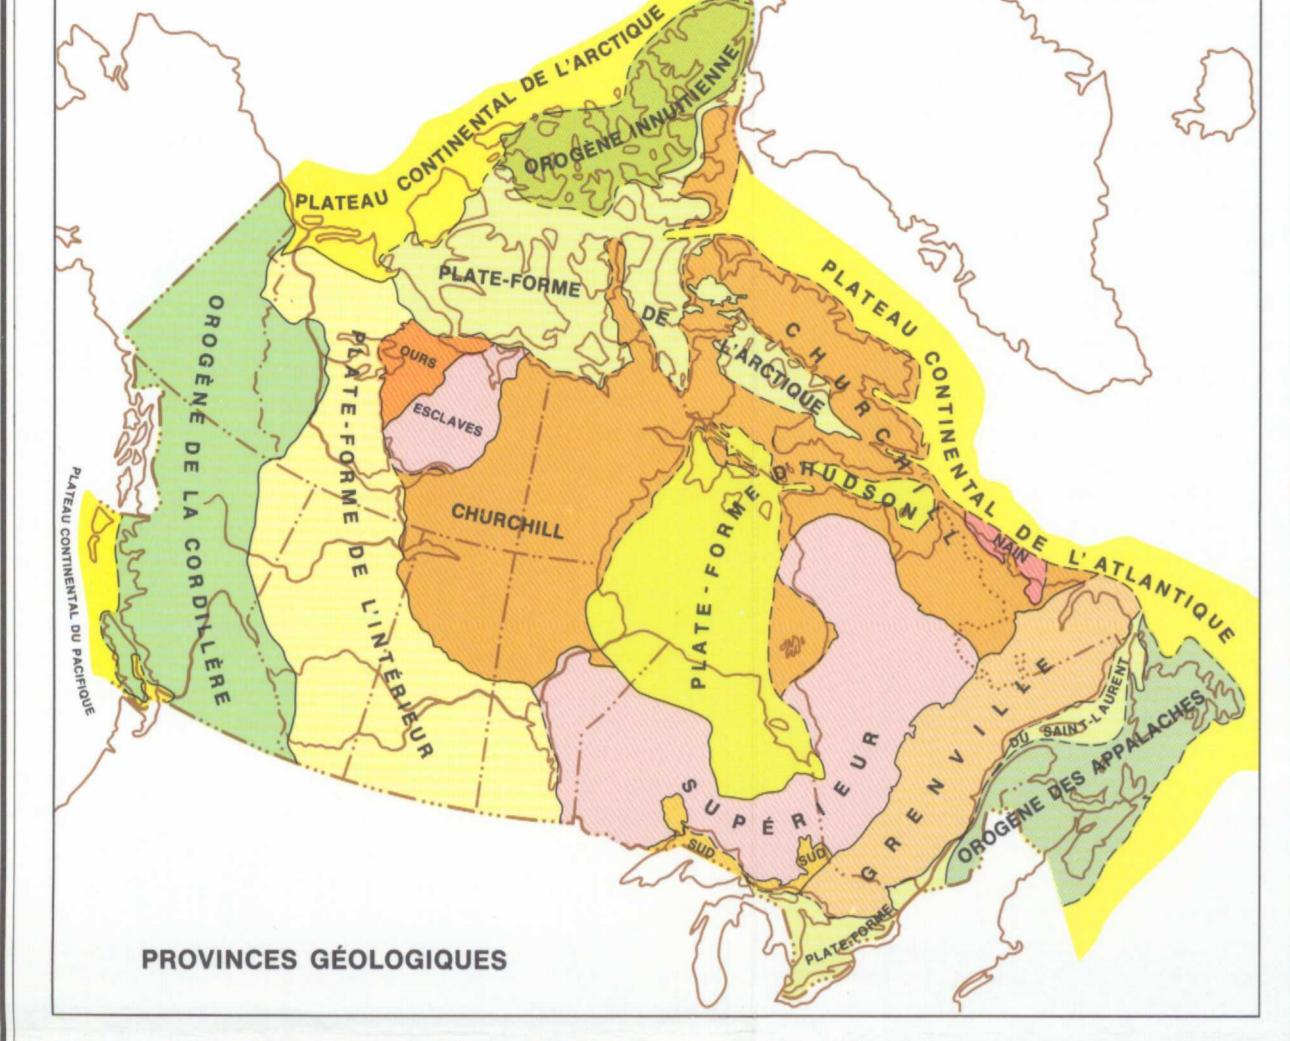 PLATEAU CONTINENTAL DE L'ARCTIQUE
OROGÈNE INNUITIENNE
PLATE-FORME DE L'ARCTIQUE
PLATEAU CONTINENTAL DE L'ATLANTIQUE
OROGÈNE DE LA CORDILLÈRE
PLATE-FORME DE L'INTÉRIEUR
OURS
ESCLAVES
CHURCHILL
CHURCHILL
PLATE-FORME D'HUDSON
NAIN
PLATEAU CONTINENTAL DU PACIFIQUE
SUPÉRIEUR
GRENVILLE
SUD
SUD
PLATE-FORME DU SAINT-LAURENT
OROGÈNE DES APPALACHES
PROVINCES GÉOLOGIQUES